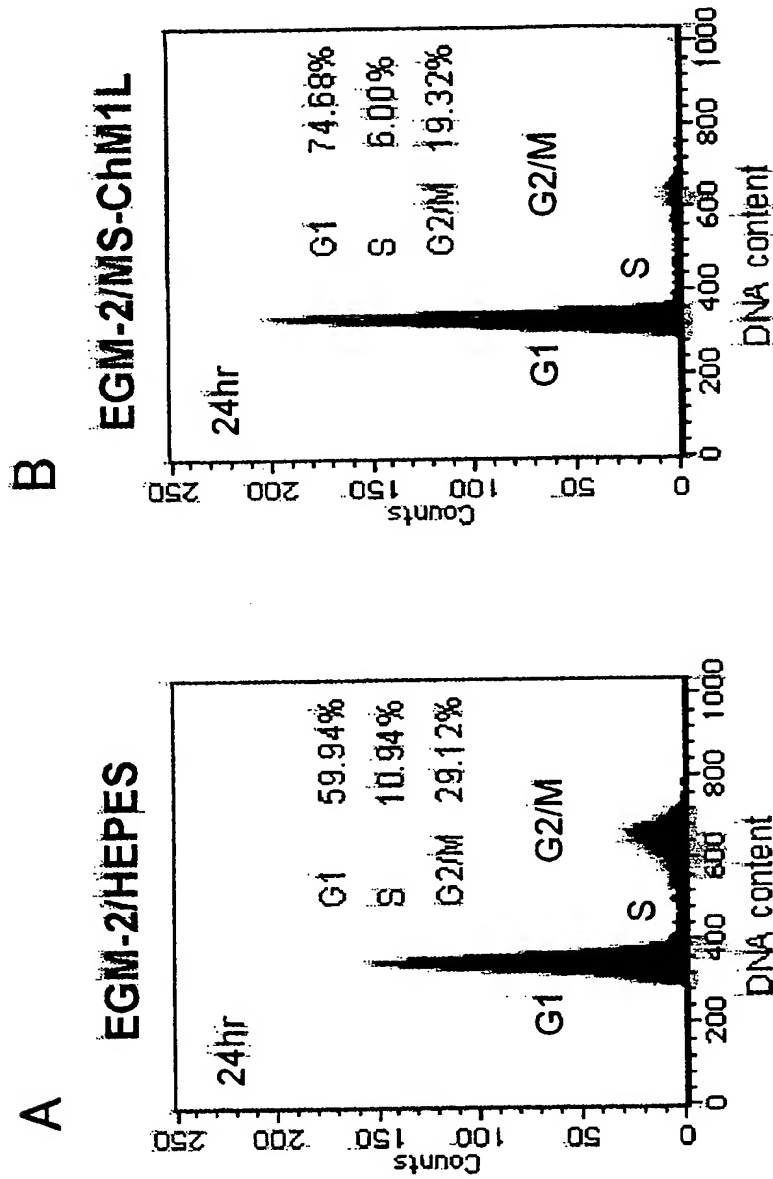 A
EGM-2/HEPES
250
200
150
100
50
0
Counts
24hr
G1 59.94%
S 10.94%
G2/M 29.12%
G1
S
G2/M
0 200 400 600 800 1000
DNA content
B
EGM-2/MS-ChM1L
250
200
150
100
50
0
Counts
24hr
G1 74.68%
S 6.00%
G2/M 19.32%
G1
S
G2/M
0 200 400 600 800 1000
DNA content